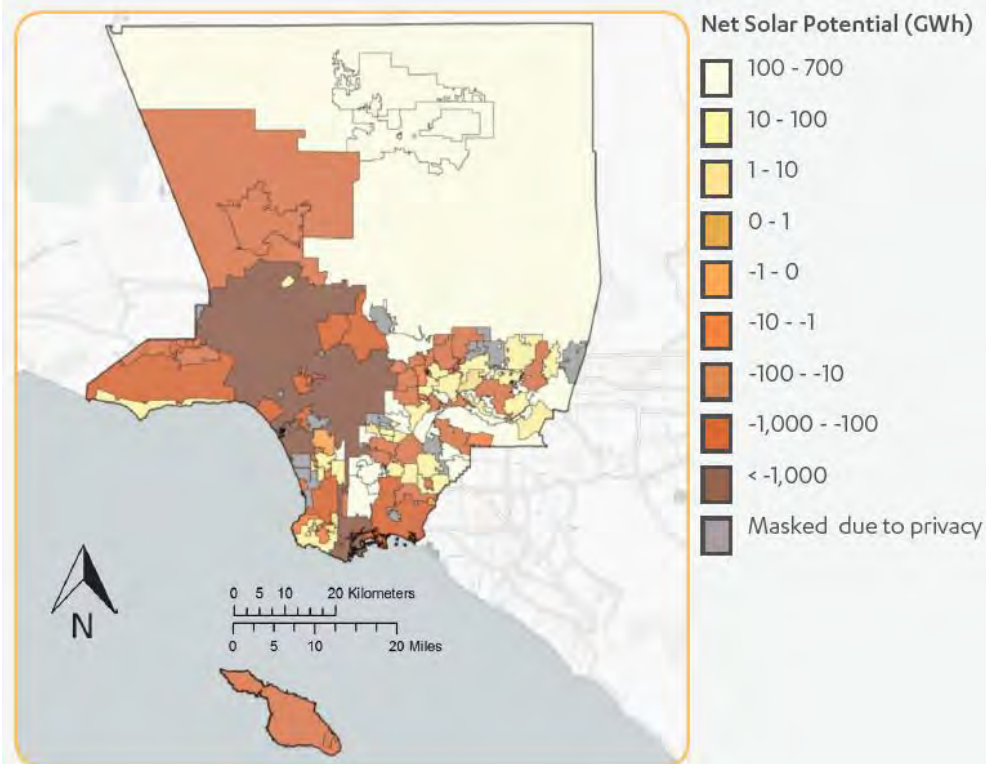 Net Solar Potential (GWh)
100 - 700
10 - 100
1 - 10
0 - 1
-1 - 0
-10 - -1
-100 - -10
-1,000 - -100
< -1,000
Masked due to privacy
N
0 5 10 20 Kilometers
0 5 10 20 Miles